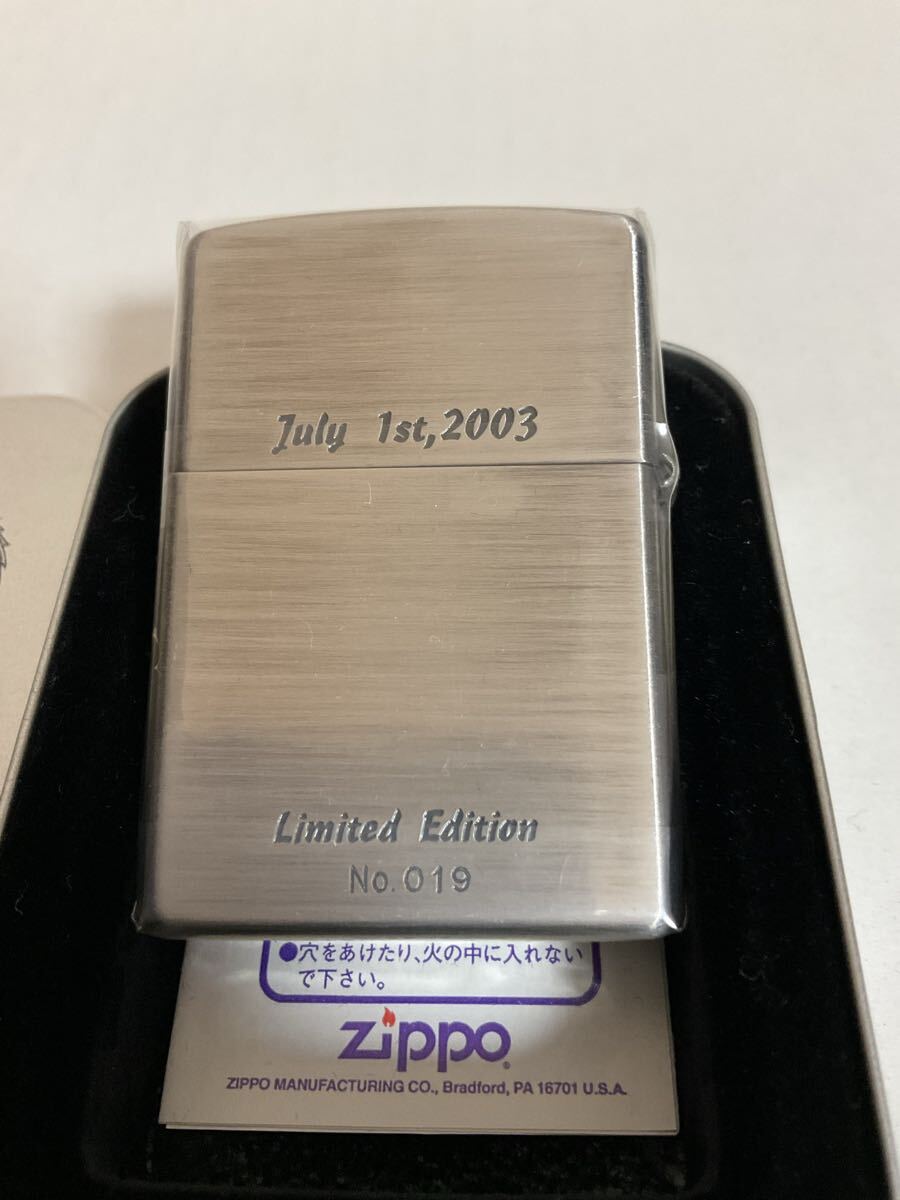 July 1st,2003
Limited Edition
No.019
●穴をあけたり、火の中に入れない
で下さい。
Zippo
ZIPPO MANUFACTURING CO., Bradford, PA 16701 U.S.A.